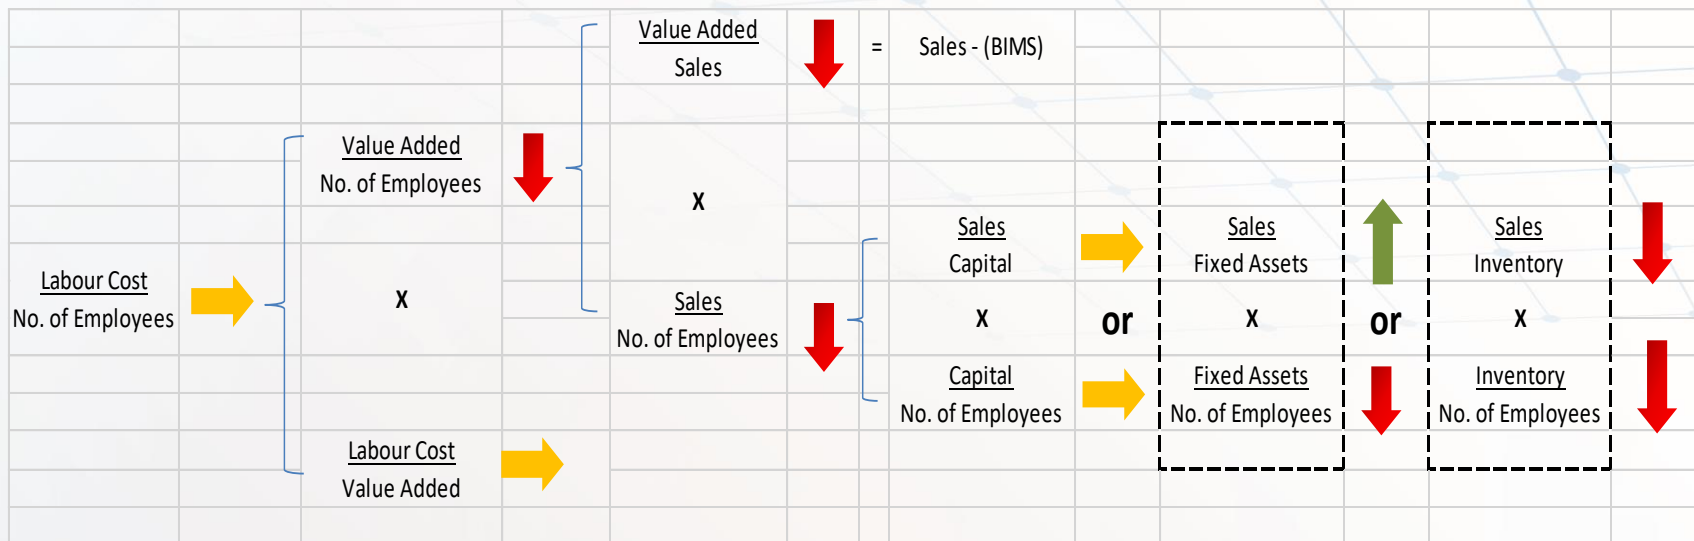 Value Added
Sales
= Sales - (BIMS)
Value Added
No. of Employees
X
Labour Cost
No. of Employees
X
Sales
No. of Employees
Labour Cost
Value Added
Sales
Capital
X
Capital
No. of Employees
or
Sales
Fixed Assets
X
Fixed Assets
No. of Employees
or
Sales
Inventory
X
Inventory
No. of Employees